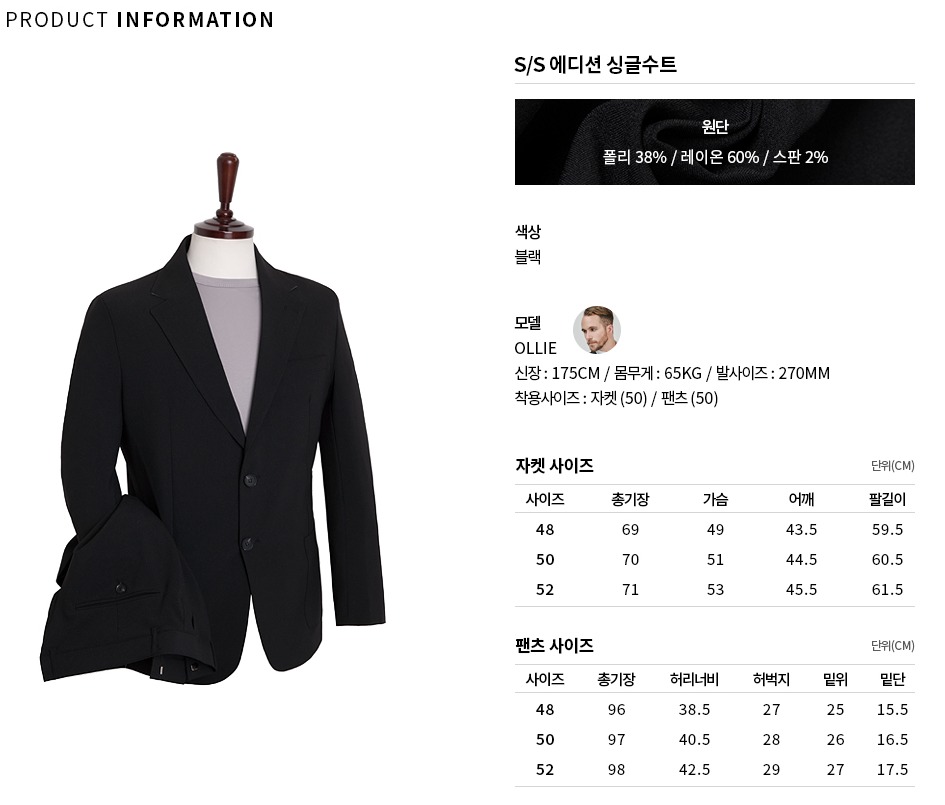 PRODUCT INFORMATION
S/S 에디션 싱글수트
원단
폴리 38% / 레이온 60% / 스판 2%
색상
블랙
모델
OLLIE
신장 : 175CM / 몸무게 : 65KG / 발사이즈 : 270MM
착용사이즈 : 자켓 (50) / 팬츠 (50)
자켓 사이즈 단위(CM)
사이즈 총기장 가슴 어깨 팔길이
48 69 49 43.5 59.5
50 70 51 44.5 60.5
52 71 53 45.5 61.5
팬츠 사이즈 단위(CM)
사이즈 총기장 허리너비 허벅지 밑위 밑단
48 96 38.5 27 25 15.5
50 97 40.5 28 26 16.5
52 98 42.5 29 27 17.5